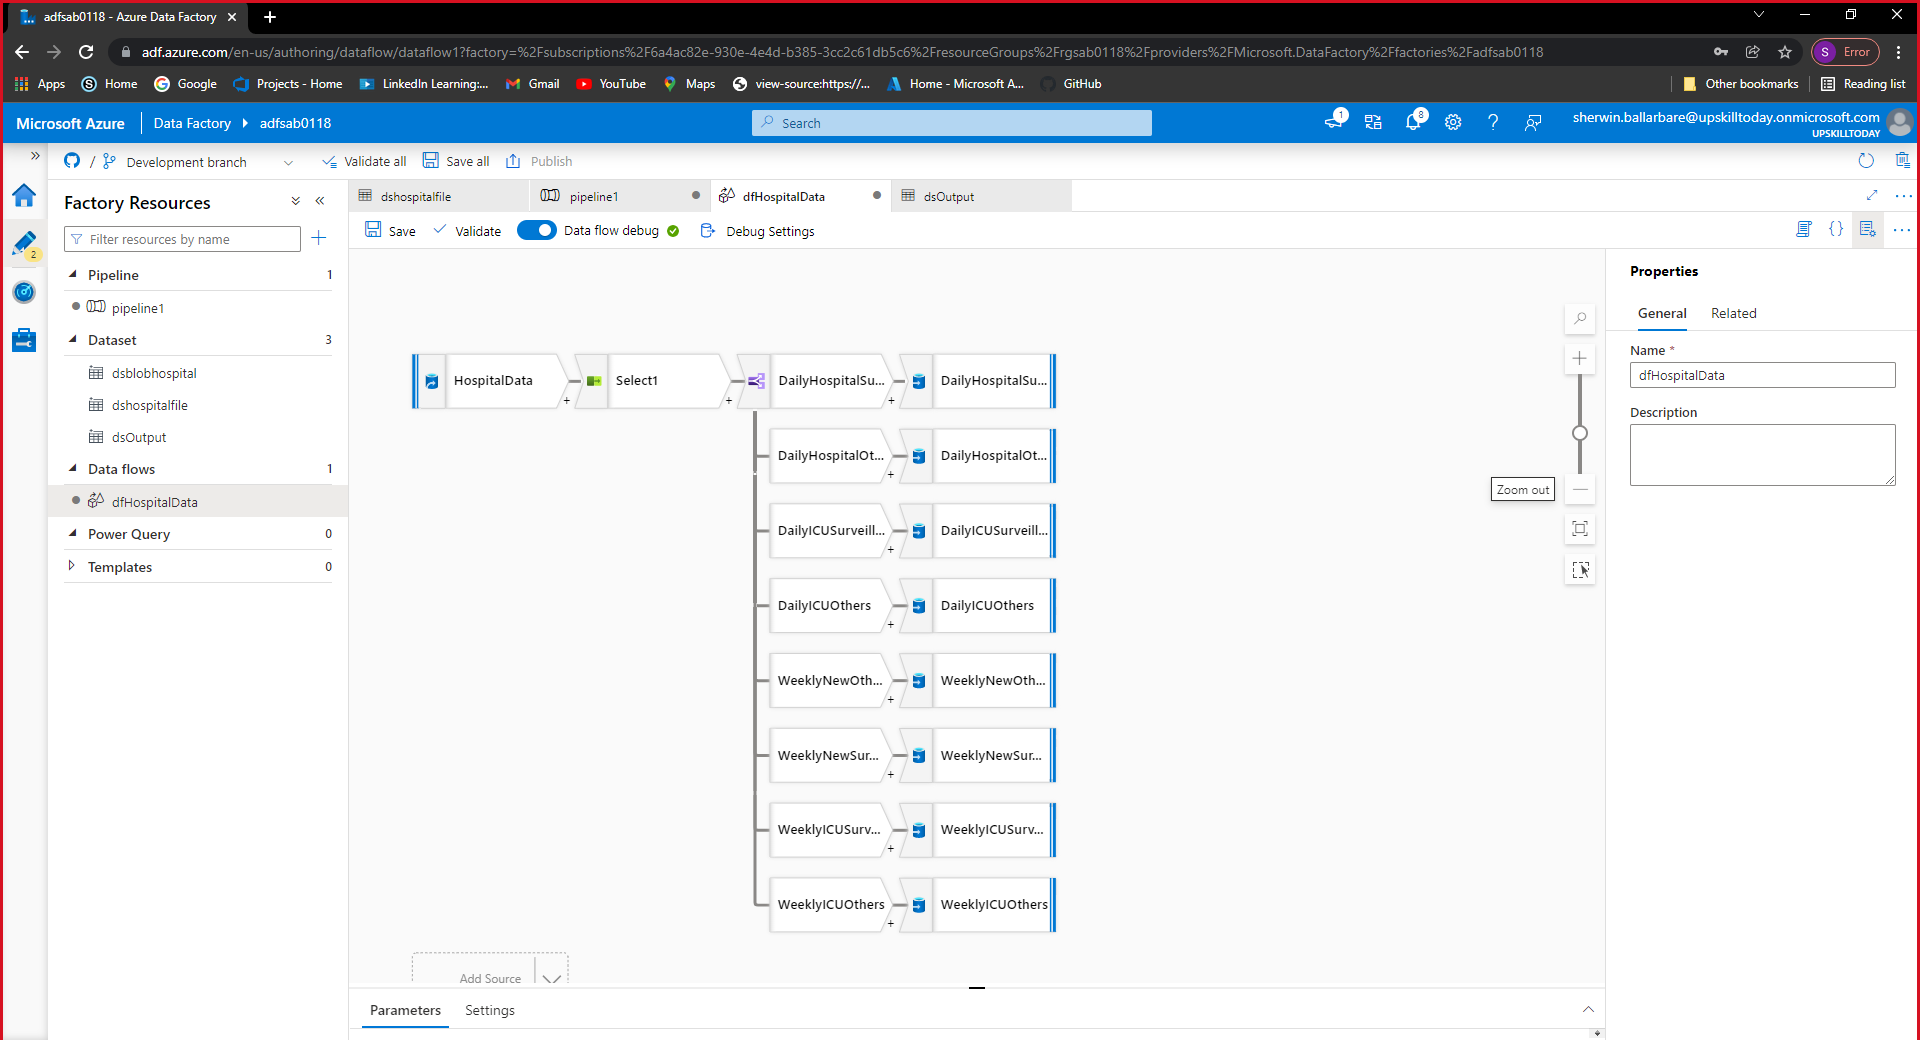 adfsab0118 - Azure Data Factory
adf.azure.com/en-us/authoring/dataflow/dataflow1?factory=%2Fsubscriptions%2F6a4ac82e-930e-4e4d-b385-3cc2c61db5c6%2FresourceGroups%2Frgsab0118%2Fproviders%2FMicrosoft.DataFactory%2Ffactories%2Fadfsab0118
S Error
Apps
Home
Google
Projects - Home
LinkedIn Learning:...
Gmail
YouTube
Maps
view-source:https://...
Home - Microsoft A...
GitHub
Other bookmarks
Reading list
Microsoft Azure
Data Factory
adfsab0118
Search
1
8
sherwin.ballarbare@upskilltoday.onmicrosoft.com
UPSKILLTODAY
/ Development branch
Validate all
Save all
Publish
Factory Resources
Filter resources by name
2
Pipeline 1
pipeline1
Dataset 3
dsblobhospital
dshospitalfile
dsOutput
Data flows 1
dfHospitalData
Power Query 0
Templates 0
dshospitalfile
pipeline1
dfHospitalData
dsOutput
Save
Validate
Data flow debug
Debug Settings
{}
HospitalData
Select1
DailyHospitalSu...
DailyHospitalSu...
DailyHospitalOt...
DailyHospitalOt...
DailyICUSurveill...
DailyICUSurveill...
DailyICUOthers
DailyICUOthers
WeeklyNewOth...
WeeklyNewOth...
WeeklyNewSur...
WeeklyNewSur...
WeeklyICUSurv...
WeeklyICUSurv...
WeeklyICUOthers
WeeklyICUOthers
Add Source
Zoom out
Parameters
Settings
Properties
General
Related
Name *
dfHospitalData
Description